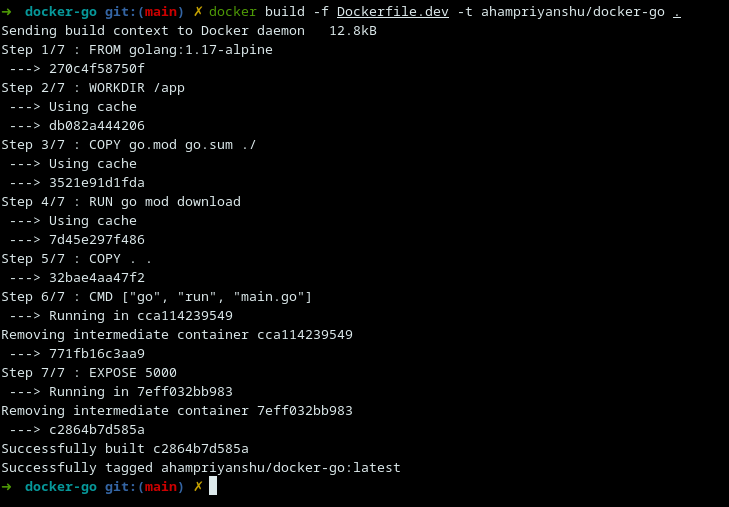 ➜  docker-go git:(main) ✗ docker build -f Dockerfile.dev -t ahampriyanshu/docker-go .
Sending build context to Docker daemon   12.8kB
Step 1/7 : FROM golang:1.17-alpine
 ---> 270c4f58750f
Step 2/7 : WORKDIR /app
 ---> Using cache
 ---> db082a444206
Step 3/7 : COPY go.mod go.sum ./
 ---> Using cache
 ---> 3521e91d1fda
Step 4/7 : RUN go mod download
 ---> Using cache
 ---> 7d45e297f486
Step 5/7 : COPY . .
 ---> 32bae4aa47f2
Step 6/7 : CMD ["go", "run", "main.go"]
 ---> Running in cca114239549
Removing intermediate container cca114239549
 ---> 771fb16c3aa9
Step 7/7 : EXPOSE 5000
 ---> Running in 7eff032bb983
Removing intermediate container 7eff032bb983
 ---> c2864b7d585a
Successfully built c2864b7d585a
Successfully tagged ahampriyanshu/docker-go:latest
➜  docker-go git:(main) ✗